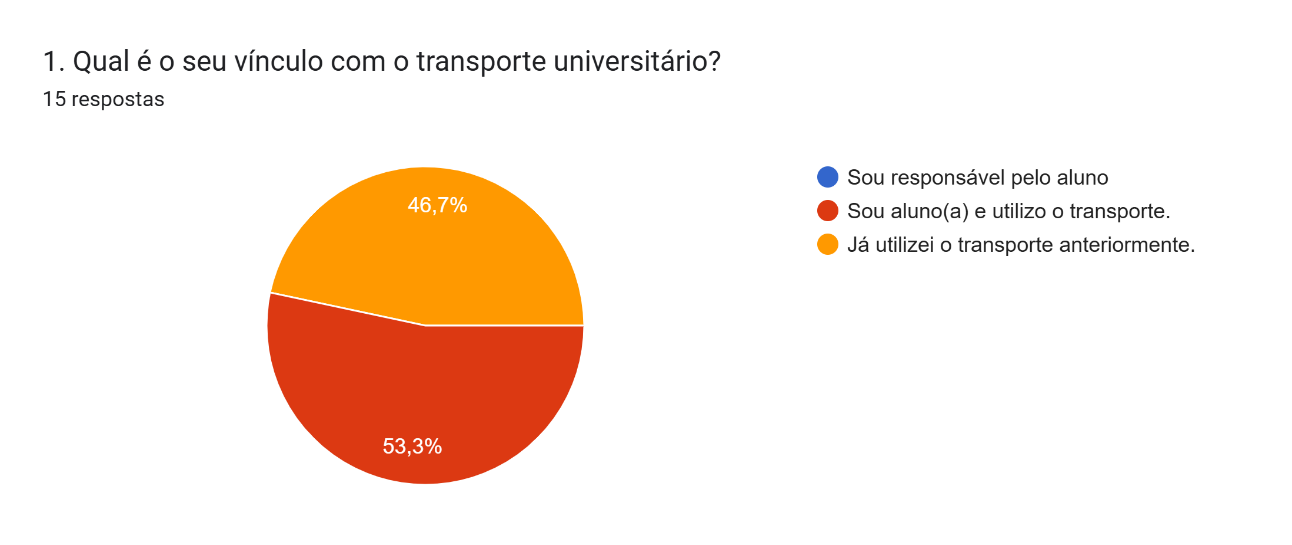 1. Qual é o seu vínculo com o transporte universitário?
15 respostas
46,7%
53,3%
Sou responsável pelo aluno
Sou aluno(a) e utilizo o transporte.
Já utilizei o transporte anteriormente.